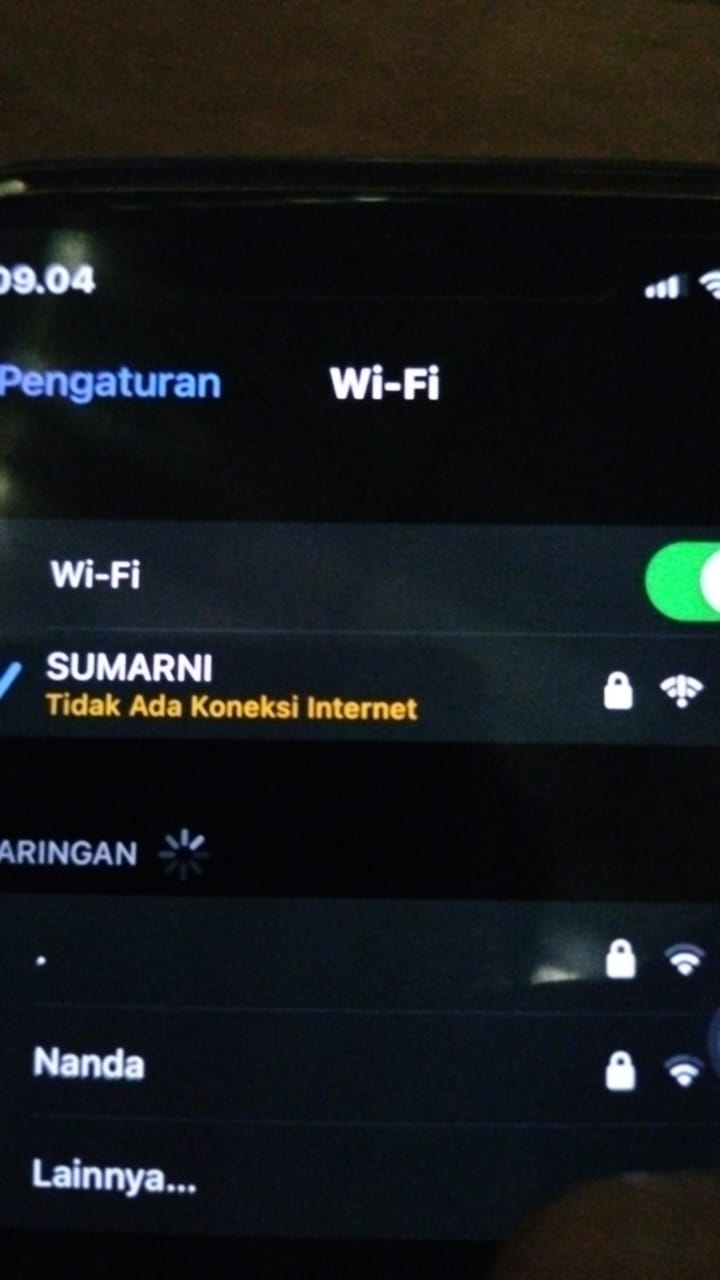 09.04
Pengaturan
Wi-Fi
Wi-Fi
SUMARNI
Tidak Ada Koneksi Internet
ARINGAN
.
Nanda
Lainnya...